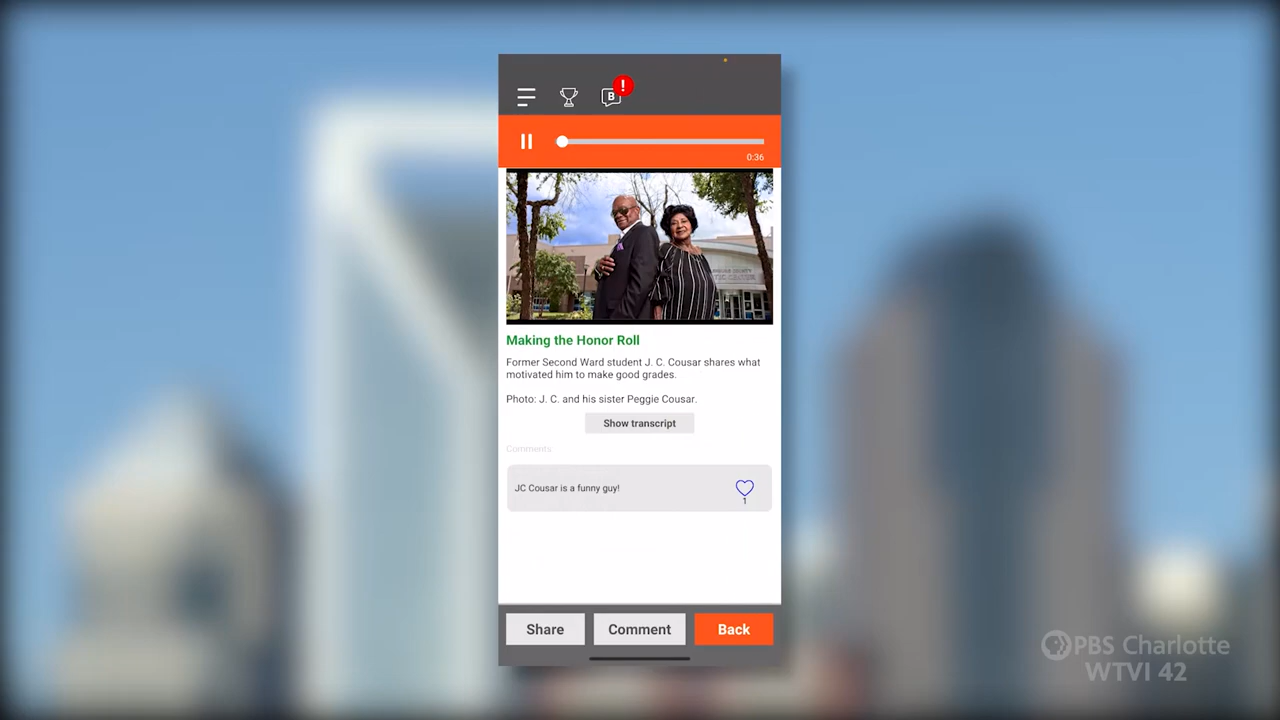 B
!
0:36
Making the Honor Roll
Former Second Ward student J. C. Cousar shares what
motivated him to make good grades.
Photo: J. C. and his sister Peggie Cousar.
Show transcript
Comments
JC Cousar is a funny guy!
1
Share
Comment
Back
PBS Charlotte
WTVI 42